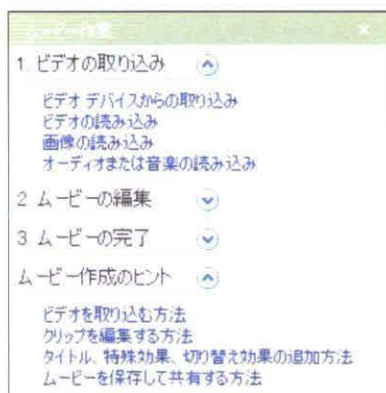 ムービー作業
1 ビデオの取り込み
ビデオ デバイスからの取り込み
ビデオの読み込み
画像の読み込み
オーディオまたは音楽の読み込み
2 ムービーの編集
3 ムービーの完了
ムービー作成のヒント
ビデオを取り込む方法
クリップを編集する方法
タイトル、特殊効果、切り替え効果の追加方法
ムービーを保存して共有する方法